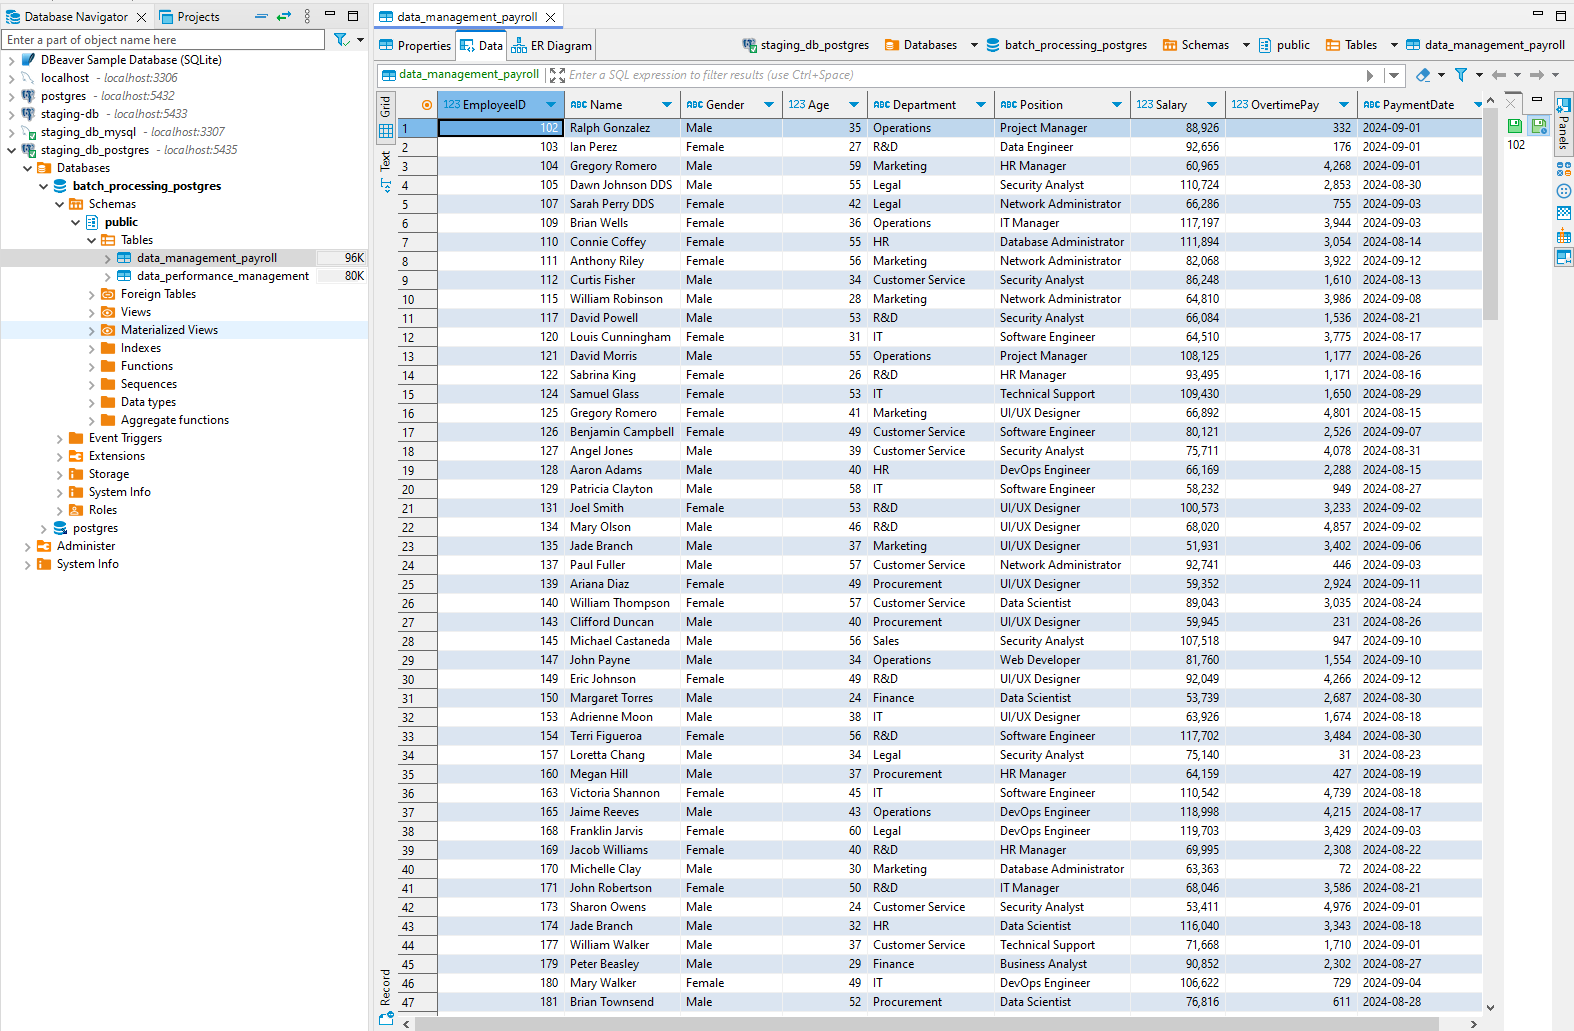 Database Navigator
Projects
Enter a part of object name here
DBeaver Sample Database (SQLite)
localhost - localhost:3306
postgres - localhost:5432
staging-db - localhost:5433
staging_db_mysql - localhost:3307
staging_db_postgres - localhost:5435
Databases
batch_processing_postgres
Schemas
public
Tables
data_management_payroll 96K
data_performance_management 80K
Foreign Tables
Views
Materialized Views
Indexes
Functions
Sequences
Data types
Aggregate functions
Event Triggers
Extensions
Storage
System Info
Roles
postgres
Administer
System Info
data_management_payroll
Properties Data ER Diagram staging_db_postgres Databases batch_processing_postgres Schemas public Tables data_management_payroll
data_management_payroll Enter a SQL expression to filter results (use Ctrl+Space)
Grid
Text
Record
123 EmployeeID ABC Name ABC Gender 123 Age ABC Department ABC Position 123 Salary 123 OvertimePay ABC PaymentDate
1 102 Ralph Gonzalez Male 35 Operations Project Manager 88,926 332 2024-09-01
2 103 Ian Perez Female 27 R&D Data Engineer 92,656 176 2024-09-01
3 104 Gregory Romero Male 59 Marketing HR Manager 60,965 4,268 2024-09-01
4 105 Dawn Johnson DDS Male 55 Legal Security Analyst 110,724 2,853 2024-08-30
5 107 Sarah Perry DDS Female 42 Legal Network Administrator 66,286 755 2024-09-03
6 109 Brian Wells Female 36 Operations IT Manager 117,197 3,944 2024-09-03
7 110 Connie Coffey Female 55 HR Database Administrator 111,894 3,054 2024-08-14
8 111 Anthony Riley Female 56 Marketing Network Administrator 82,068 3,922 2024-09-12
9 112 Curtis Fisher Male 34 Customer Service Security Analyst 86,248 1,610 2024-08-13
10 115 William Robinson Male 28 Marketing Network Administrator 64,810 3,986 2024-09-08
11 117 David Powell Male 53 R&D Security Analyst 66,084 1,536 2024-08-21
12 120 Louis Cunningham Female 31 IT Software Engineer 64,510 3,775 2024-08-17
13 121 David Morris Male 55 Operations Project Manager 108,125 1,177 2024-08-26
14 122 Sabrina King Female 26 R&D HR Manager 93,495 1,171 2024-08-16
15 124 Samuel Glass Female 53 IT Technical Support 109,430 1,650 2024-08-29
16 125 Gregory Romero Female 41 Marketing UI/UX Designer 66,892 4,801 2024-08-15
17 126 Benjamin Campbell Female 49 Customer Service Software Engineer 80,121 2,526 2024-09-07
18 127 Angel Jones Male 39 Customer Service Security Analyst 75,711 4,078 2024-08-31
19 128 Aaron Adams Male 40 HR DevOps Engineer 66,169 2,288 2024-08-15
20 129 Patricia Clayton Male 58 IT Software Engineer 58,232 949 2024-08-27
21 131 Joel Smith Female 53 R&D UI/UX Designer 100,573 3,233 2024-09-02
22 134 Mary Olson Male 46 R&D UI/UX Designer 68,020 4,857 2024-09-02
23 135 Jade Branch Male 37 Marketing UI/UX Designer 51,931 3,402 2024-09-06
24 137 Paul Fuller Male 57 Customer Service Network Administrator 92,741 446 2024-09-03
25 139 Ariana Diaz Female 49 Procurement UI/UX Designer 59,352 2,924 2024-09-11
26 140 William Thompson Female 57 Customer Service Data Scientist 89,043 3,035 2024-08-24
27 143 Clifford Duncan Male 40 Procurement UI/UX Designer 59,945 231 2024-08-26
28 145 Michael Castaneda Male 56 Sales Security Analyst 107,518 947 2024-09-10
29 147 John Payne Male 34 Operations Web Developer 81,760 1,554 2024-09-10
30 149 Eric Johnson Female 49 R&D UI/UX Designer 92,049 4,266 2024-09-12
31 150 Margaret Torres Male 24 Finance Data Scientist 53,739 2,687 2024-08-30
32 153 Adrienne Moon Male 38 IT UI/UX Designer 63,926 1,674 2024-08-18
33 154 Terri Figueroa Female 56 R&D Software Engineer 117,702 3,484 2024-08-30
34 157 Loretta Chang Male 34 Legal Security Analyst 75,140 31 2024-08-23
35 160 Megan Hill Male 37 Procurement HR Manager 64,159 427 2024-08-19
36 163 Victoria Shannon Female 45 IT Software Engineer 110,542 4,739 2024-08-18
37 165 Jaime Reeves Male 43 Operations DevOps Engineer 118,998 4,215 2024-08-17
38 168 Franklin Jarvis Female 60 Legal DevOps Engineer 119,703 3,429 2024-09-03
39 169 Jacob Williams Female 40 R&D HR Manager 69,995 2,308 2024-08-22
40 170 Michelle Clay Male 30 Marketing Database Administrator 63,363 72 2024-08-22
41 171 John Robertson Female 50 R&D IT Manager 68,046 3,586 2024-08-21
42 173 Sharon Owens Male 24 Customer Service Security Analyst 53,411 4,976 2024-09-01
43 174 Jade Branch Male 32 HR Data Scientist 116,040 3,343 2024-08-18
44 177 William Walker Male 37 Customer Service Technical Support 71,668 1,710 2024-09-01
45 179 Peter Beasley Male 29 Finance Business Analyst 90,852 2,302 2024-08-27
46 180 Mary Walker Female 49 IT DevOps Engineer 106,622 729 2024-09-04
47 181 Brian Townsend Male 52 Procurement Data Scientist 76,816 611 2024-08-28
102
Panels